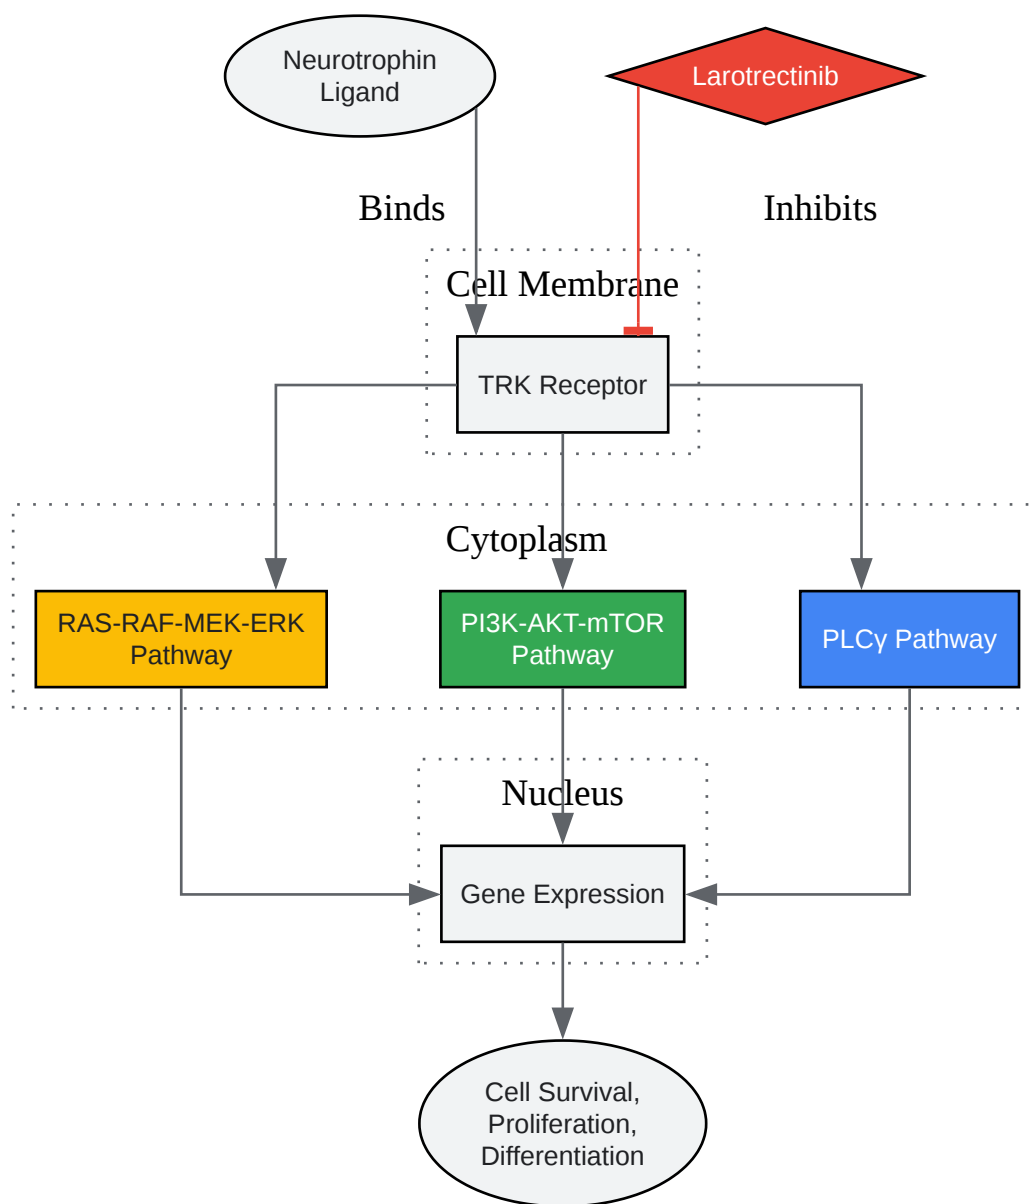 Neurotrophin
Ligand
Larotrectinib
Binds
Inhibits
Cell Membrane
TRK Receptor
Cytoplasm
RAS-RAF-MEK-ERK
Pathway
PI3K-AKT-mTOR
Pathway
PLCγ Pathway
Nucleus
Gene Expression
Cell Survival,
Proliferation,
Differentiation